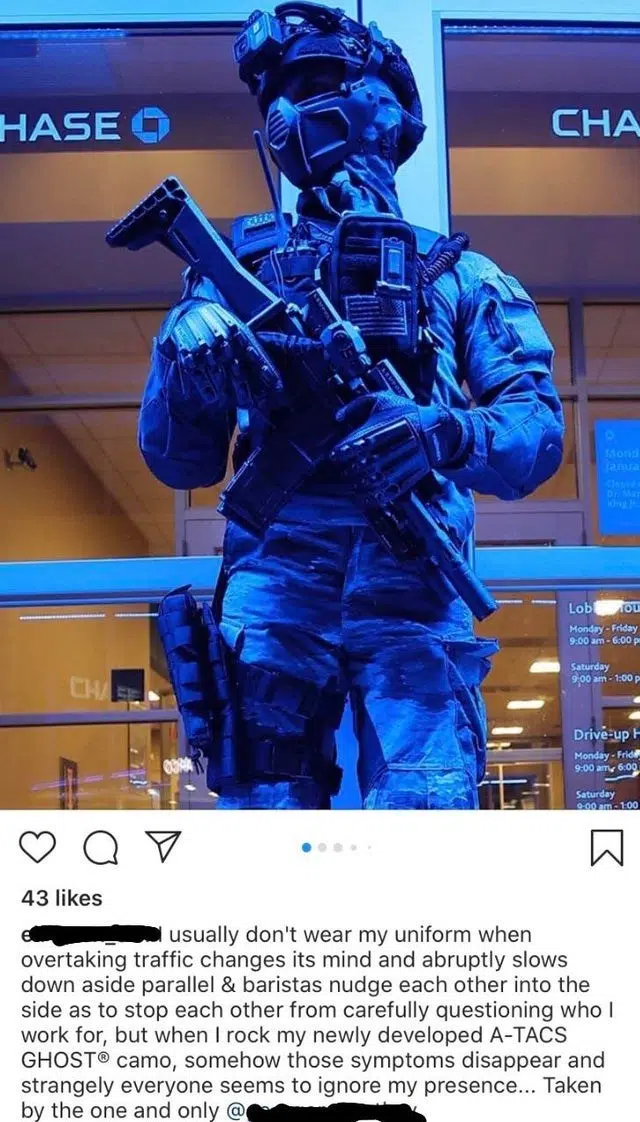 HASE
CHA
Lob
Monday - Friday
9:00 am - 6:00 p
Saturday
9:00 am - 1:00 p
Drive-up H
Monday - Frid
9:00 am 6:00
Saturday
9:00 am - 1:00
CHA
43 likes
I usually don't wear my uniform when
overtaking traffic changes its mind and abruptly slows
down aside parallel & baristas nudge each other into the
side as to stop each other from carefully questioning who I
work for, but when I rock my newly developed A-TACS
GHOST® camo, somehow those symptoms disappear and
strangely everyone seems to ignore my presence... Taken
by the one and only @